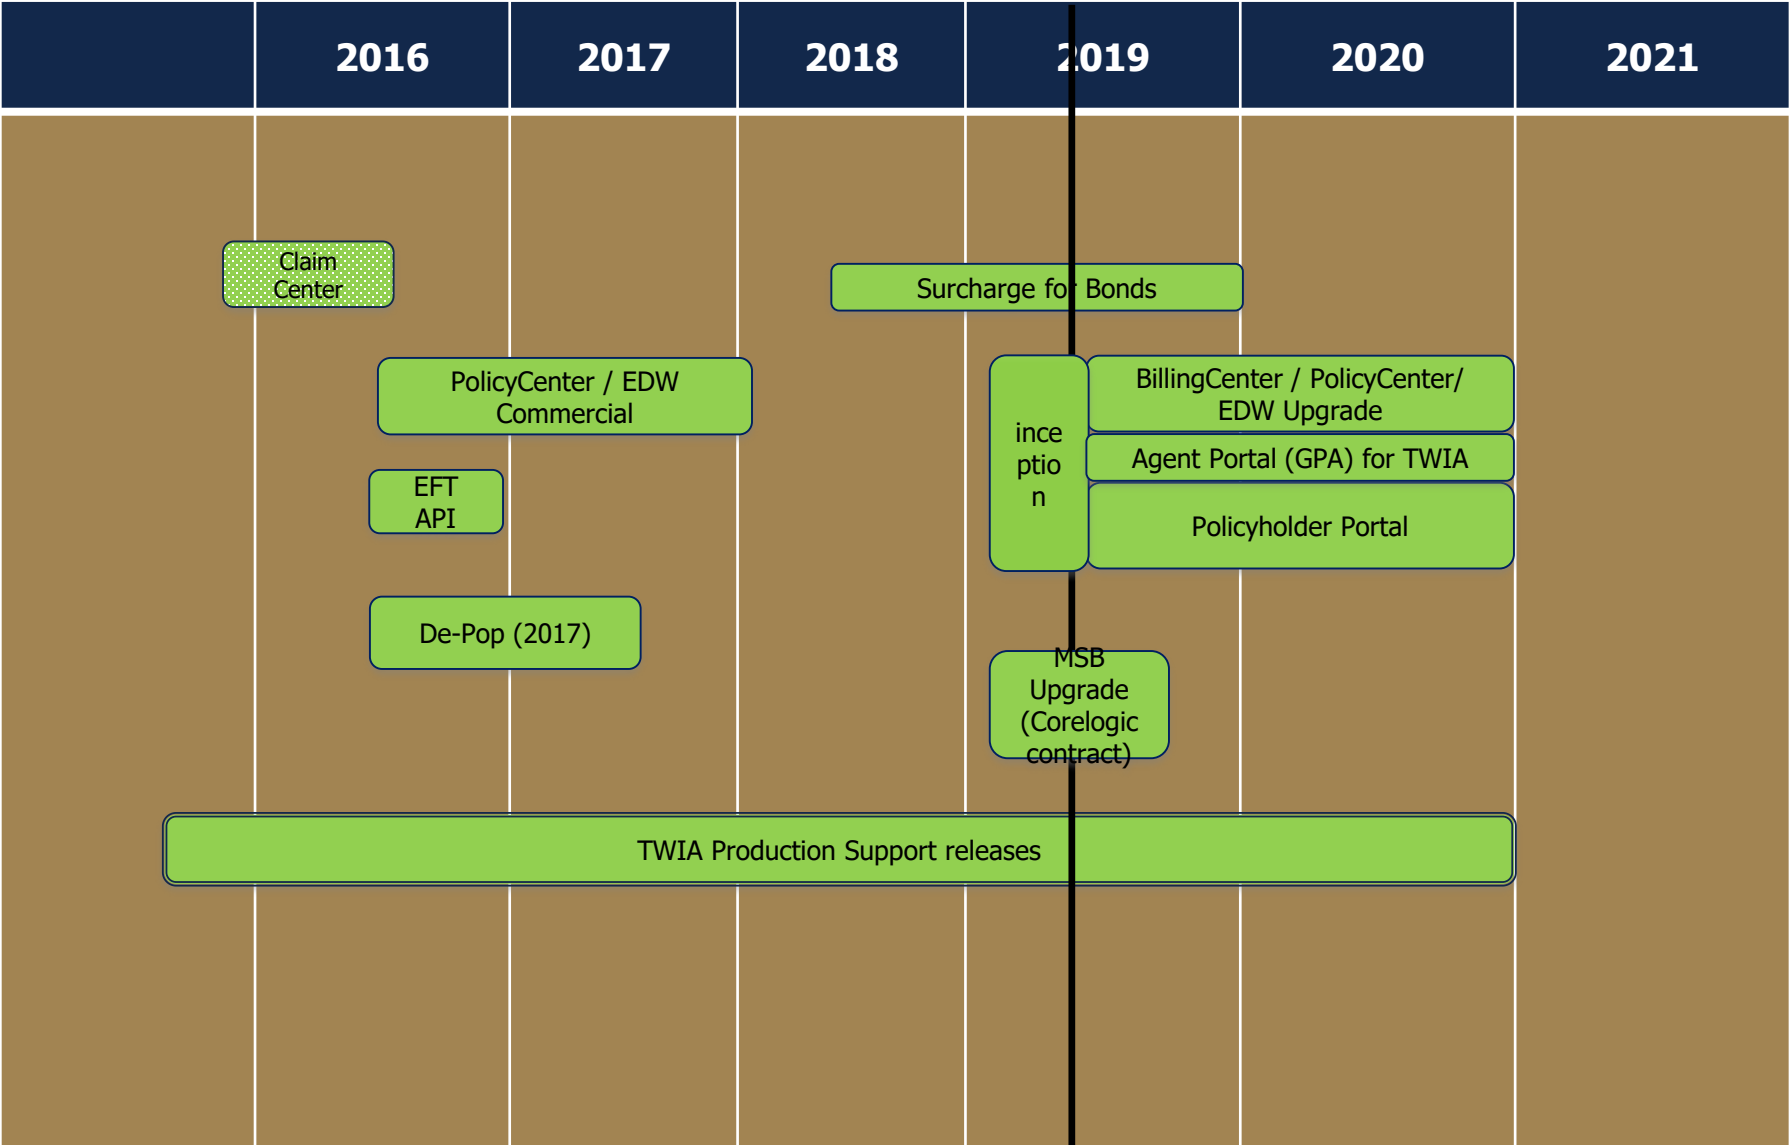 2016 2017 2018 2019 2020 2021
Claim
Center
Surcharge for Bonds
PolicyCenter / EDW
Commercial
ince
ptio
n
BillingCenter / PolicyCenter/
EDW Upgrade
Agent Portal (GPA) for TWIA
EFT
API
Policyholder Portal
De-Pop (2017)
MSB
Upgrade
(Corelogic
contract)
TWIA Production Support releases